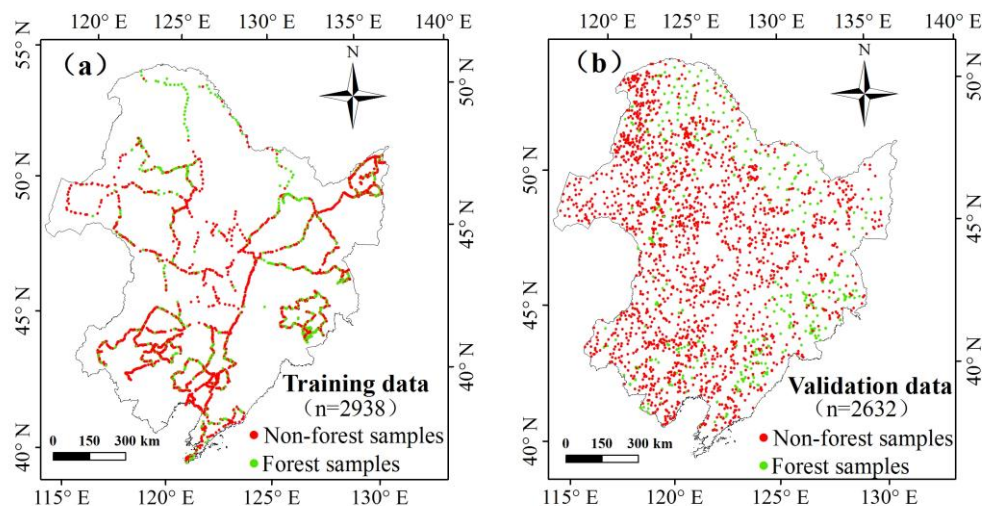 120° E 125° E 130° E 135° E 140° E
55° N
50° N
45° N
40° N
(a)
N
50° N
45° N
40° N
Training data
(n=2938)
Non-forest samples
Forest samples
0 150 300 km
115° E 120° E 125° E 130° E
120° E 125° E 130° E 135° E 140° E
50° N
45° N
40° N
(b)
N
50° N
45° N
40° N
Validation data
(n=2632)
Non-forest samples
Forest samples
0 150 300 km
115° E 120° E 125° E 130° E